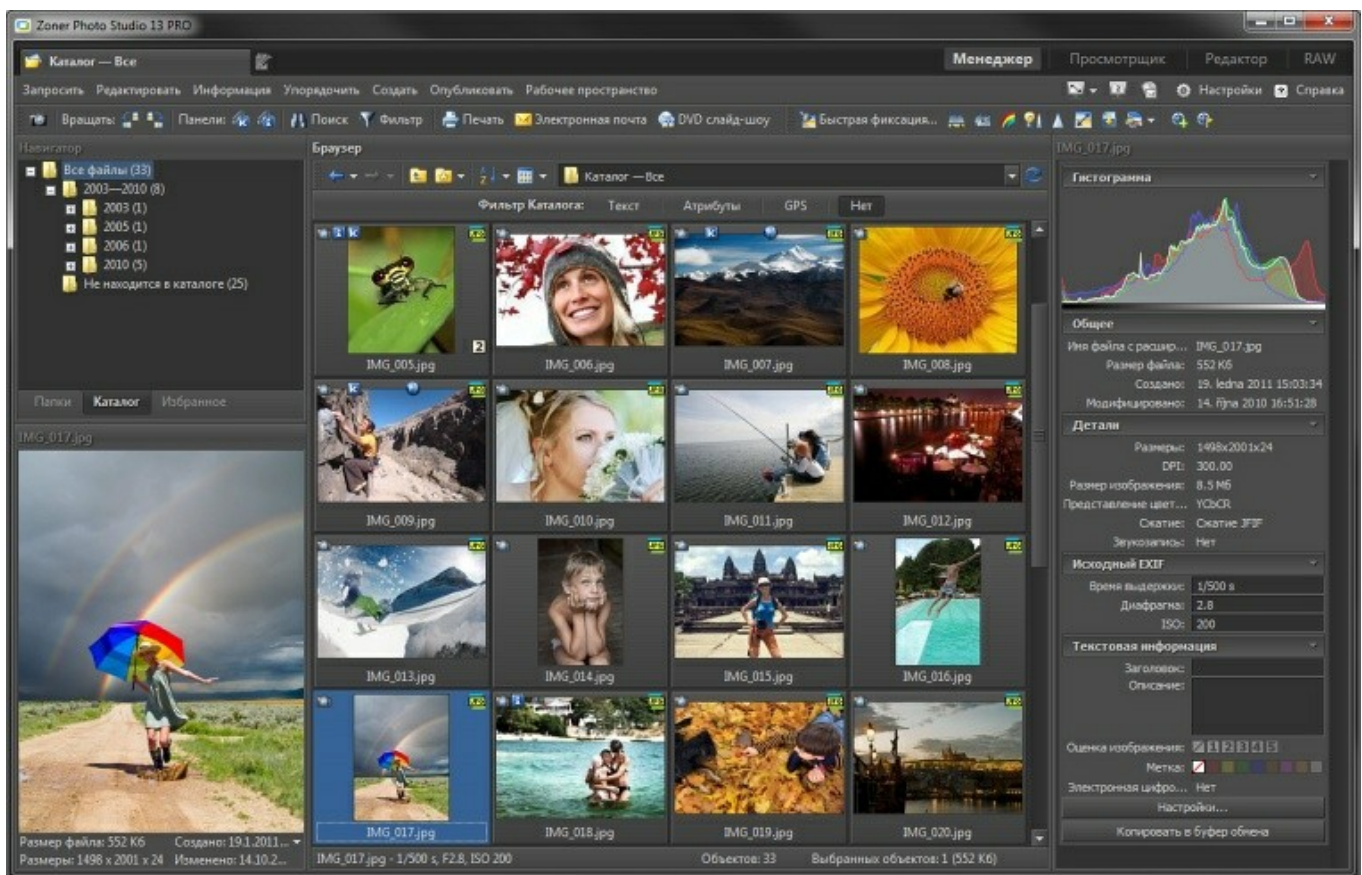 Zoner Photo Studio 13 PRO
Каталог — Все
Менеджер Просмотрщик Редактор RAW
Запросить Редактировать Информация Упорядочить Создать Опубликовать Рабочее пространство
Настройки Справка
Вращать: Панели: Поиск Фильтр Печать Электронная почта DVD слайд-шоу Быстрая фиксация...
Навигатор
Все файлы (33)
2003—2010 (8)
2003 (1)
2005 (1)
2006 (1)
2010 (5)
Не находится в каталоге (25)
Папки Каталог Избранное
IMG_017.jpg
Размер файла: 552 Кб Создано: 19.1.2011...
Размеры: 1498 x 2001 x 24 Изменено: 14.10.2...
Браузер
Каталог —Все
Фильтр Каталога: Текст Атрибуты GPS Нет
2
IMG_005.jpg IMG_006.jpg IMG_007.jpg IMG_008.jpg
IMG_009.jpg IMG_010.jpg IMG_011.jpg IMG_012.jpg
IMG_013.jpg IMG_014.jpg IMG_015.jpg IMG_016.jpg
IMG_017.jpg IMG_018.jpg IMG_019.jpg IMG_020.jpg
IMG_017.jpg - 1/500 s, F2.8, ISO 200 Объектов: 33 Выбранных объектов: 1 (552 Кб)
IMG_017.jpg
Гистограмма
Общее
Имя файла с расшир... IMG_017.jpg
Размер файла: 552 Кб
Создано: 19. ledna 2011 15:03:34
Модифицировано: 14. října 2010 16:51:28
Детали
Размеры: 1498x2001x24
DPI: 300.00
Размер изображения: 8.5 Мб
Представление цвет... YCbCR
Сжатие: Сжатие JFIF
Звукозапись: Нет
Исходный EXIF
Время выдержки: 1/500 s
Диафрагма: 2.8
ISO: 200
Текстовая информация
Заголовок:
Описание:
Оценка изображения: 1 2 3 4 5
Метка:
Электронная цифро... Нет
Настройки...
Копировать в буфер обмена